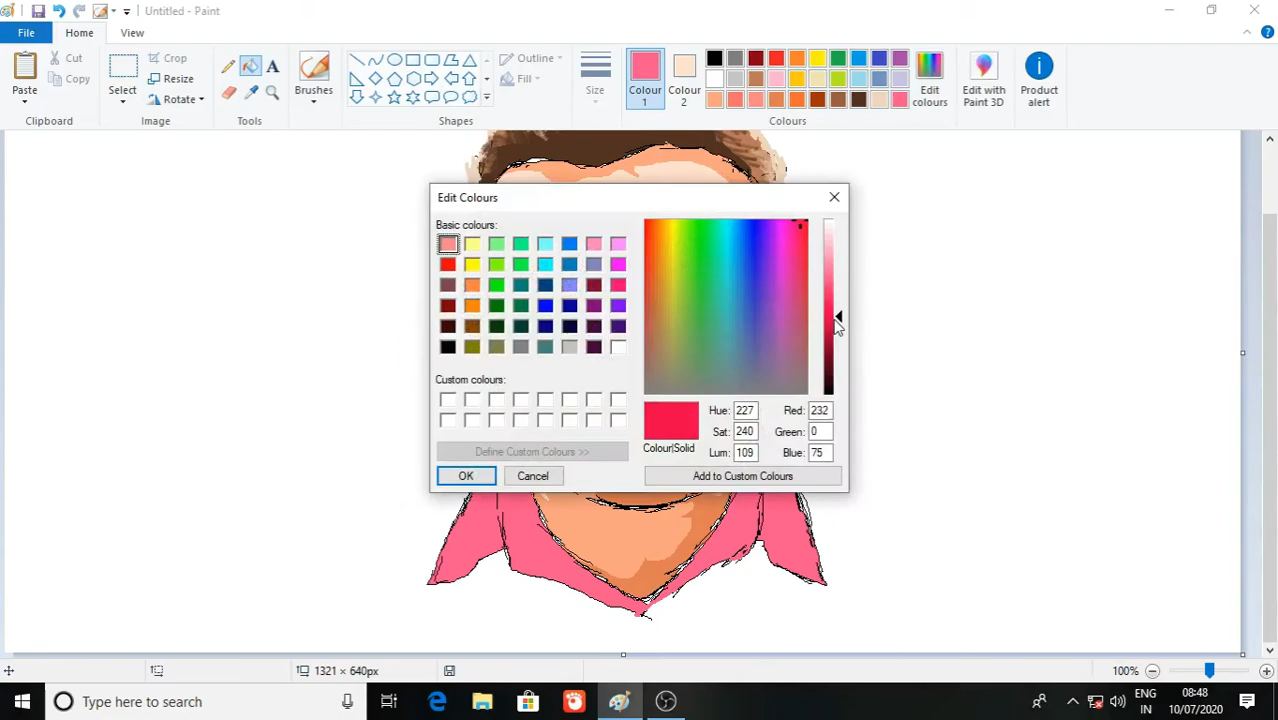 Untitled - Paint
File
Home
View
Paste
Cut
Copy
Clipboard
Select
Crop
Resize
Rotate
Image
A
Tools
Brushes
Outline
Fill
Shapes
Size
Colour
1
Colour
2
Edit
colours
Colours
Edit with
Paint 3D
Product
alert
Edit Colours
Basic colours:
Custom colours:
Define Custom Colours >>
OK
Cancel
Colour|Solid
Hue: 227
Sat: 240
Lum: 109
Red: 232
Green: 0
Blue: 75
Add to Custom Colours
1321 × 640px
100%
Type here to search
ENG
IN
08:48
10/07/2020